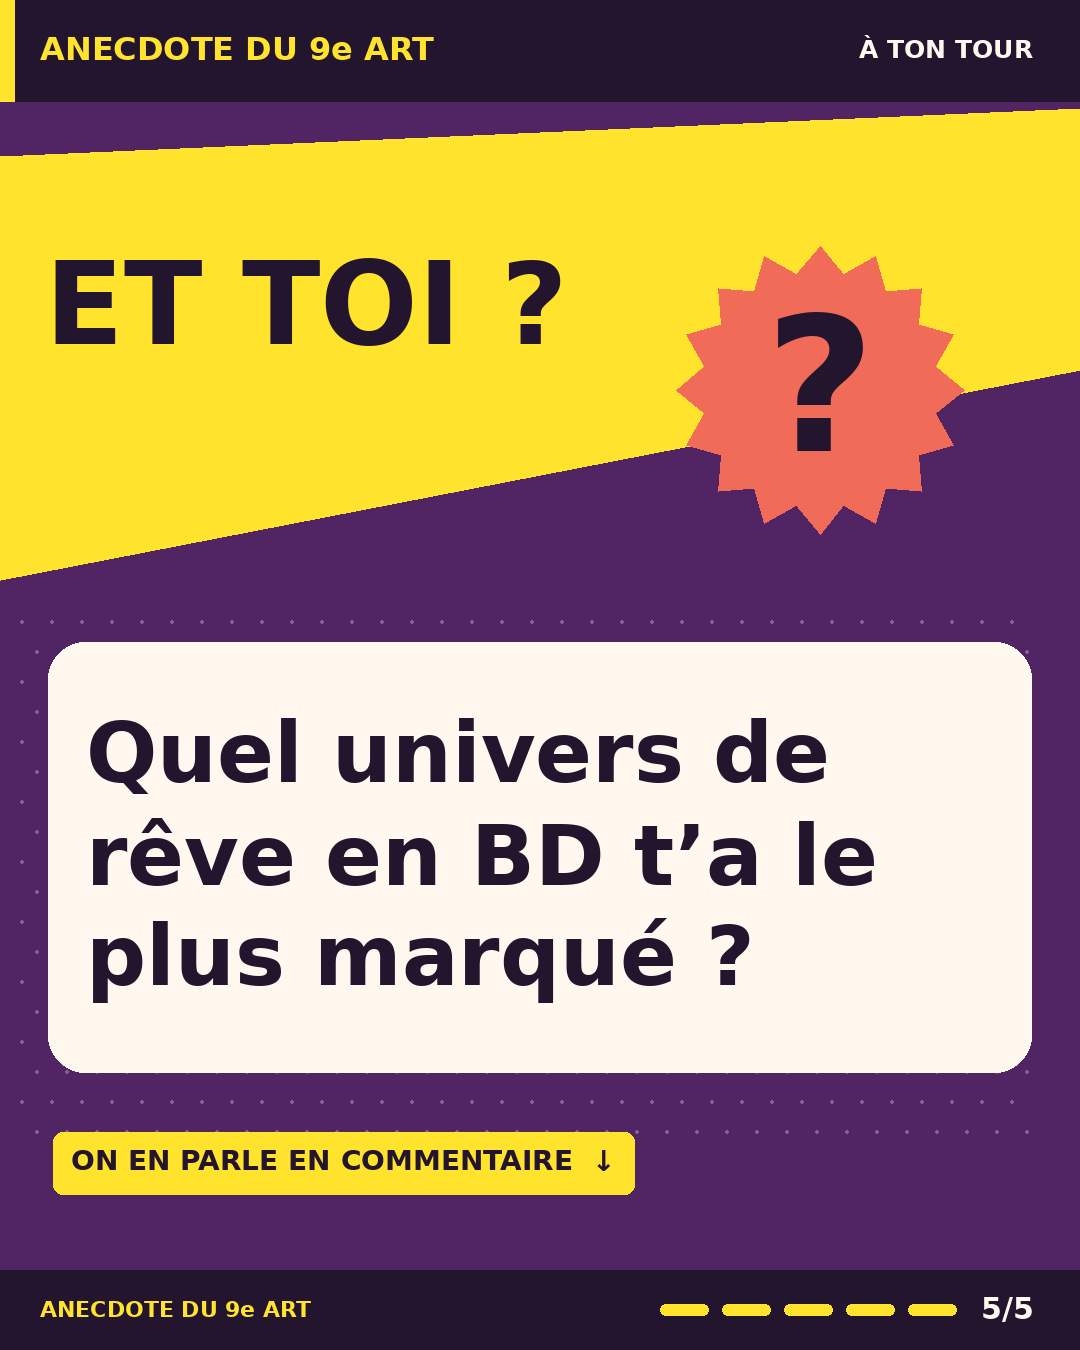 ANECDOTE DU 9e ART
À TON TOUR
ET TOI ?
?
Quel univers de
rêve en BD t’a le
plus marqué ?
ON EN PARLE EN COMMENTAIRE ↓
ANECDOTE DU 9e ART
5/5